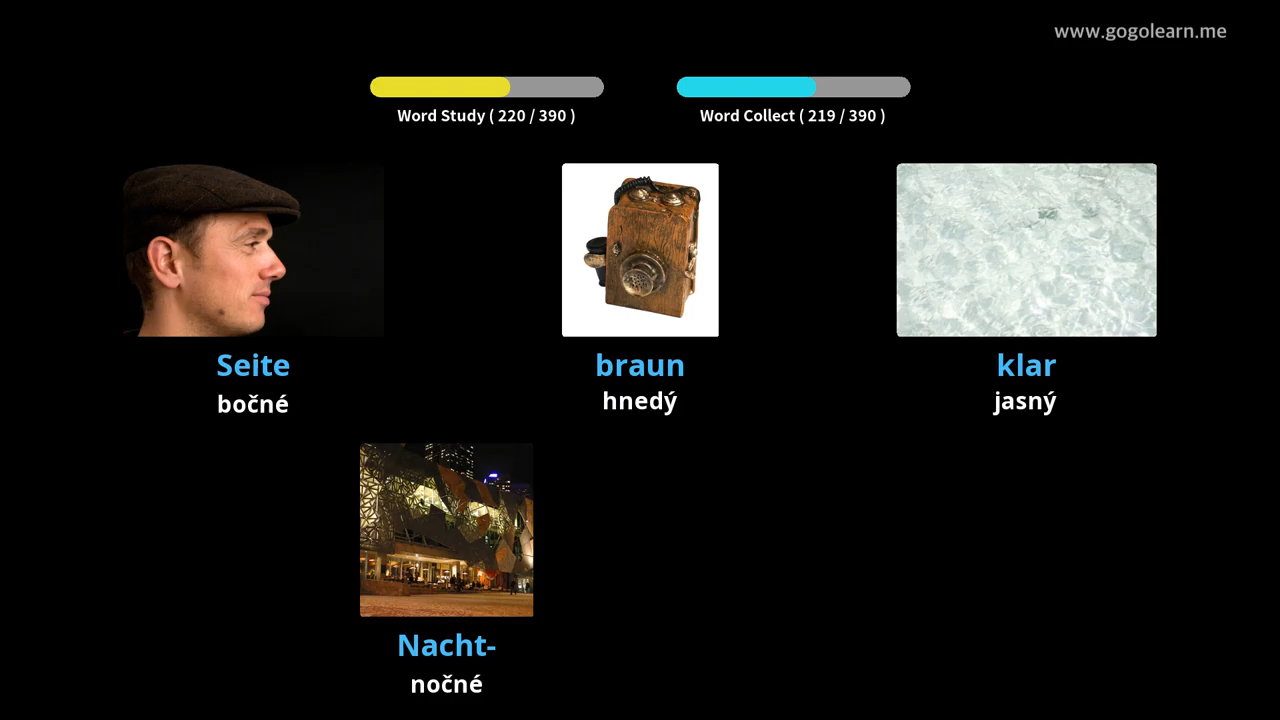 www.gogolearn.me
Word Study ( 220 / 390 )
Word Collect ( 219 / 390 )
Seite
bočné
braun
hnedý
klar
jasný
Nacht-
nočné